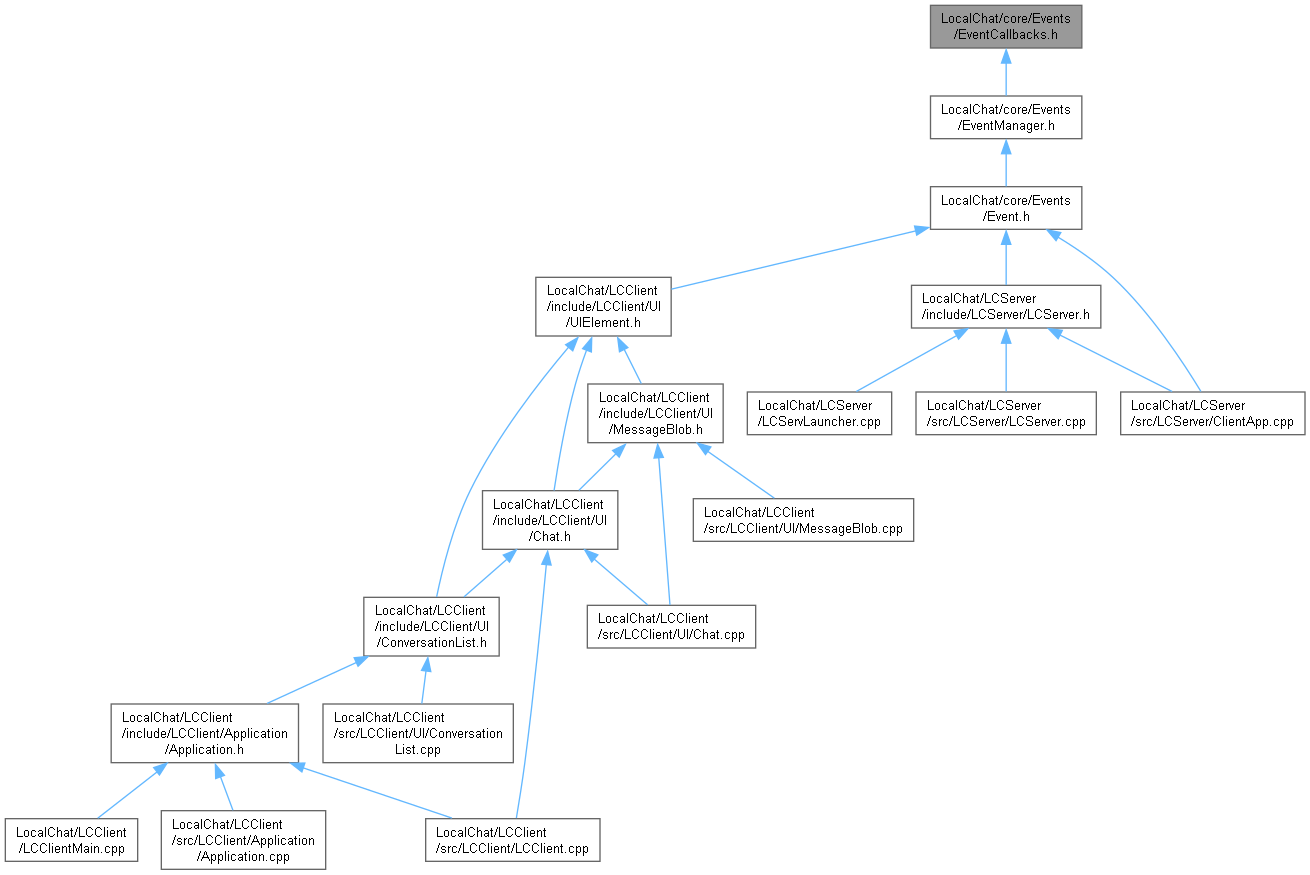 LocalChat/core/Events
/EventCallbacks.h
LocalChat/core/Events
/EventManager.h
LocalChat/core/Events
/Event.h
LocalChat/LCClient
/include/LCClient/UI
/UIElement.h
LocalChat/LCServer
/include/LCServer/LCServer.h
LocalChat/LCClient
/include/LCClient/UI
/MessageBlob.h
LocalChat/LCServer
/LCServLauncher.cpp
LocalChat/LCServer
/src/LCServer/LCServer.cpp
LocalChat/LCServer
/src/LCServer/ClientApp.cpp
LocalChat/LCClient
/include/LCClient/UI
/Chat.h
LocalChat/LCClient
/src/LCClient/UI/MessageBlob.cpp
LocalChat/LCClient
/include/LCClient/UI
/ConversationList.h
LocalChat/LCClient
/src/LCClient/UI/Chat.cpp
LocalChat/LCClient
/include/LCClient/Application
/Application.h
LocalChat/LCClient
/src/LCClient/UI/Conversation
List.cpp
LocalChat/LCClient
/LCClientMain.cpp
LocalChat/LCClient
/src/LCClient/Application
/Application.cpp
LocalChat/LCClient
/src/LCClient/LCClient.cpp